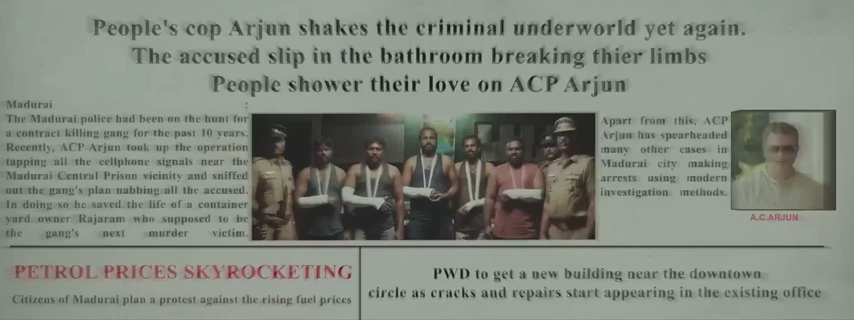 People's cop Arjun shakes the criminal underworld yet again.
The accused slip in the bathroom breaking thier limbs
People shower their love on ACP Arjun
Madurai :
The Madurai police had been on the hunt for
a contract killing gang for the past 10 years.
Recently, ACP Arjun took up the operation
tapping all the cellphone signals near the
Madurai Central Prison vicinity and sniffed
out the gang's plan nabbing all the accused.
In doing so he saved the life of a container
yard owner Rajaram who supposed to be
the gang's next murder victim.
Apart from this, ACP
Arjun has spearheaded
many other cases in
Madurai city making
arrests using modern
investigation methods.
A.C.ARJUN
PETROL PRICES SKYROCKETING
Citizens of Madurai plan a protest against the rising fuel prices
PWD to get a new building near the downtown
circle as cracks and repairs start appearing in the existing office